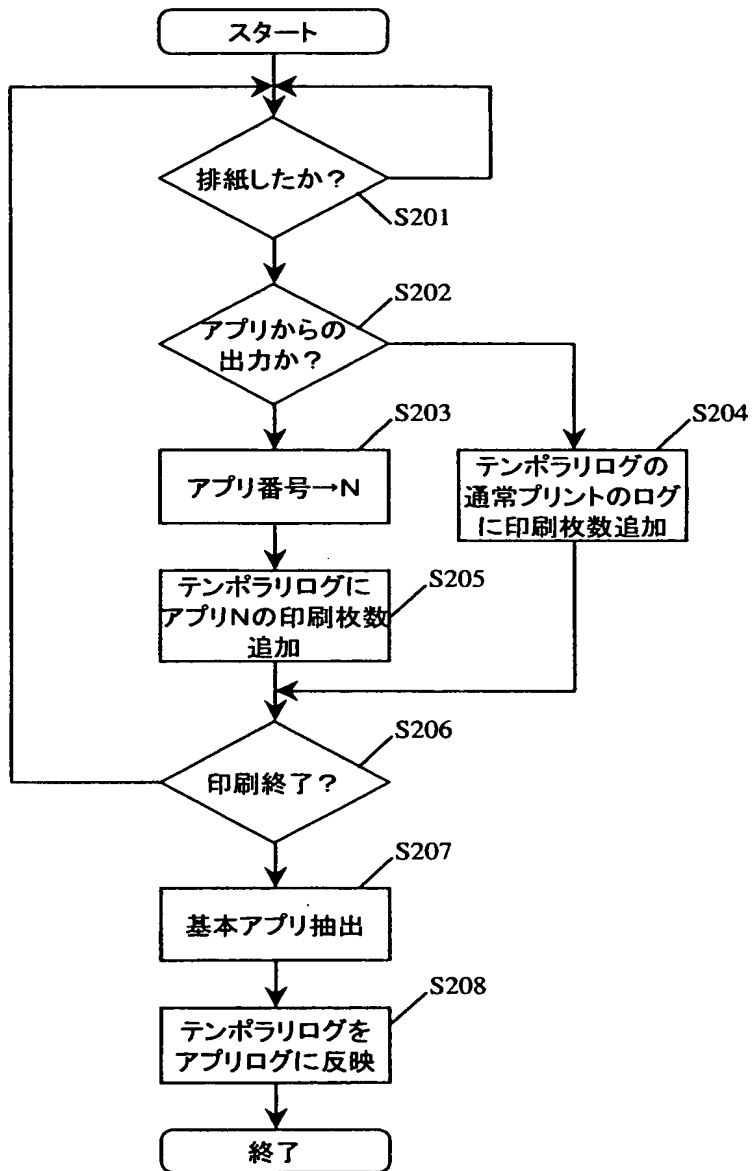 スタート
排紙したか？
S201
S202
アプリからの
出力か？
S203
アプリ番号→N
S204
テンポラリログの
通常プリントのログ
に印刷枚数追加
S205
テンポラリログに
アプリNの印刷枚数
追加
S206
印刷終了？
S207
基本アプリ抽出
S208
テンポラリログを
アプリログに反映
終了